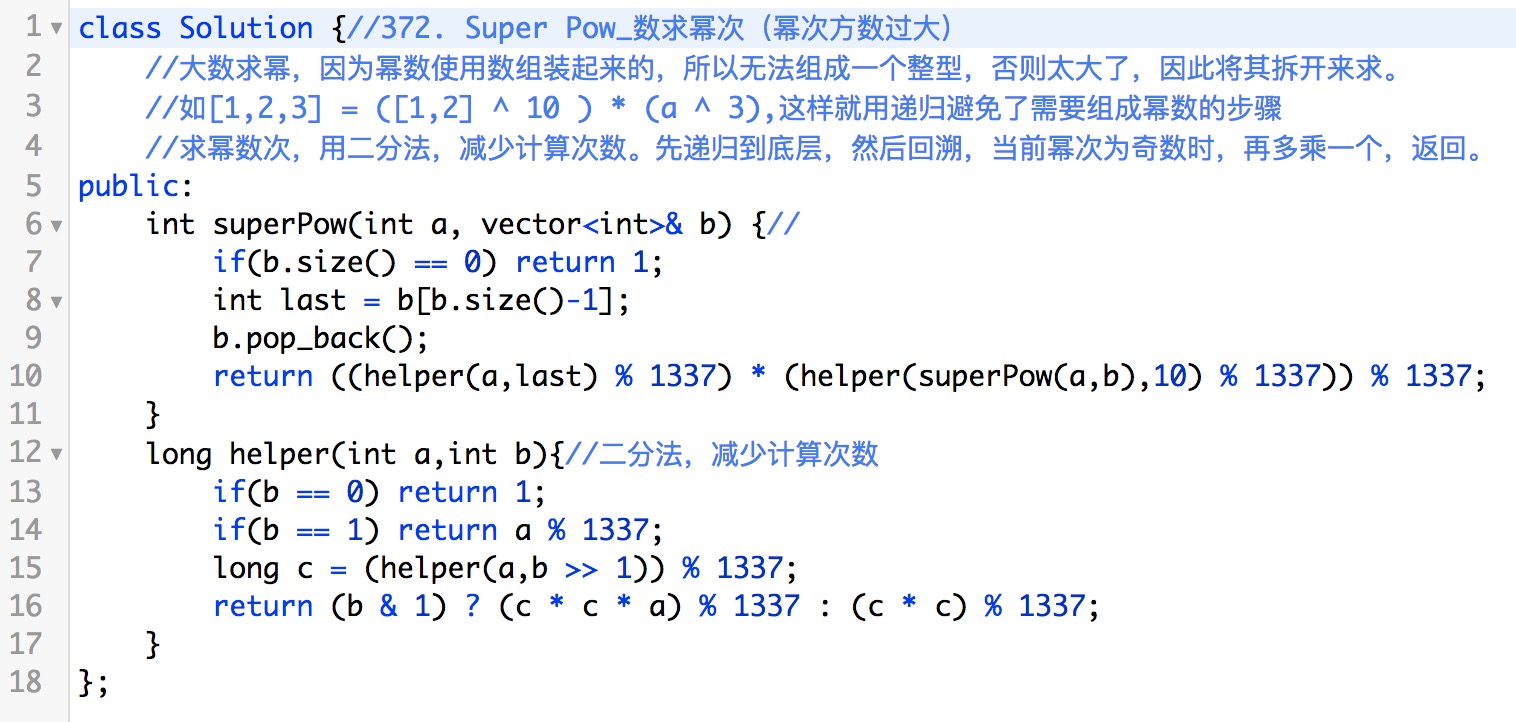 1 class Solution {//372. Super Pow_数求幂次（幂次方数过大）
2 //大数求幂，因为幂数使用数组装起来的，所以无法组成一个整型，否则太大了，因此将其拆开来求。
3 //如[1,2,3] = ([1,2] ^ 10 ) * (a ^ 3),这样就用递归避免了需要组成幂数的步骤
4 //求幂数次，用二分法，减少计算次数。先递归到底层，然后回溯，当前幂次为奇数时，再多乘一个，返回。
5 public:
6 int superPow(int a, vector<int>& b) {//
7 if(b.size() == 0) return 1;
8 int last = b[b.size()-1];
9 b.pop_back();
10 return ((helper(a,last) % 1337) * (helper(superPow(a,b),10) % 1337)) % 1337;
11 }
12 long helper(int a,int b){//二分法，减少计算次数
13 if(b == 0) return 1;
14 if(b == 1) return a % 1337;
15 long c = (helper(a,b >> 1)) % 1337;
16 return (b & 1) ? (c * c * a) % 1337 : (c * c) % 1337;
17 }
18 };